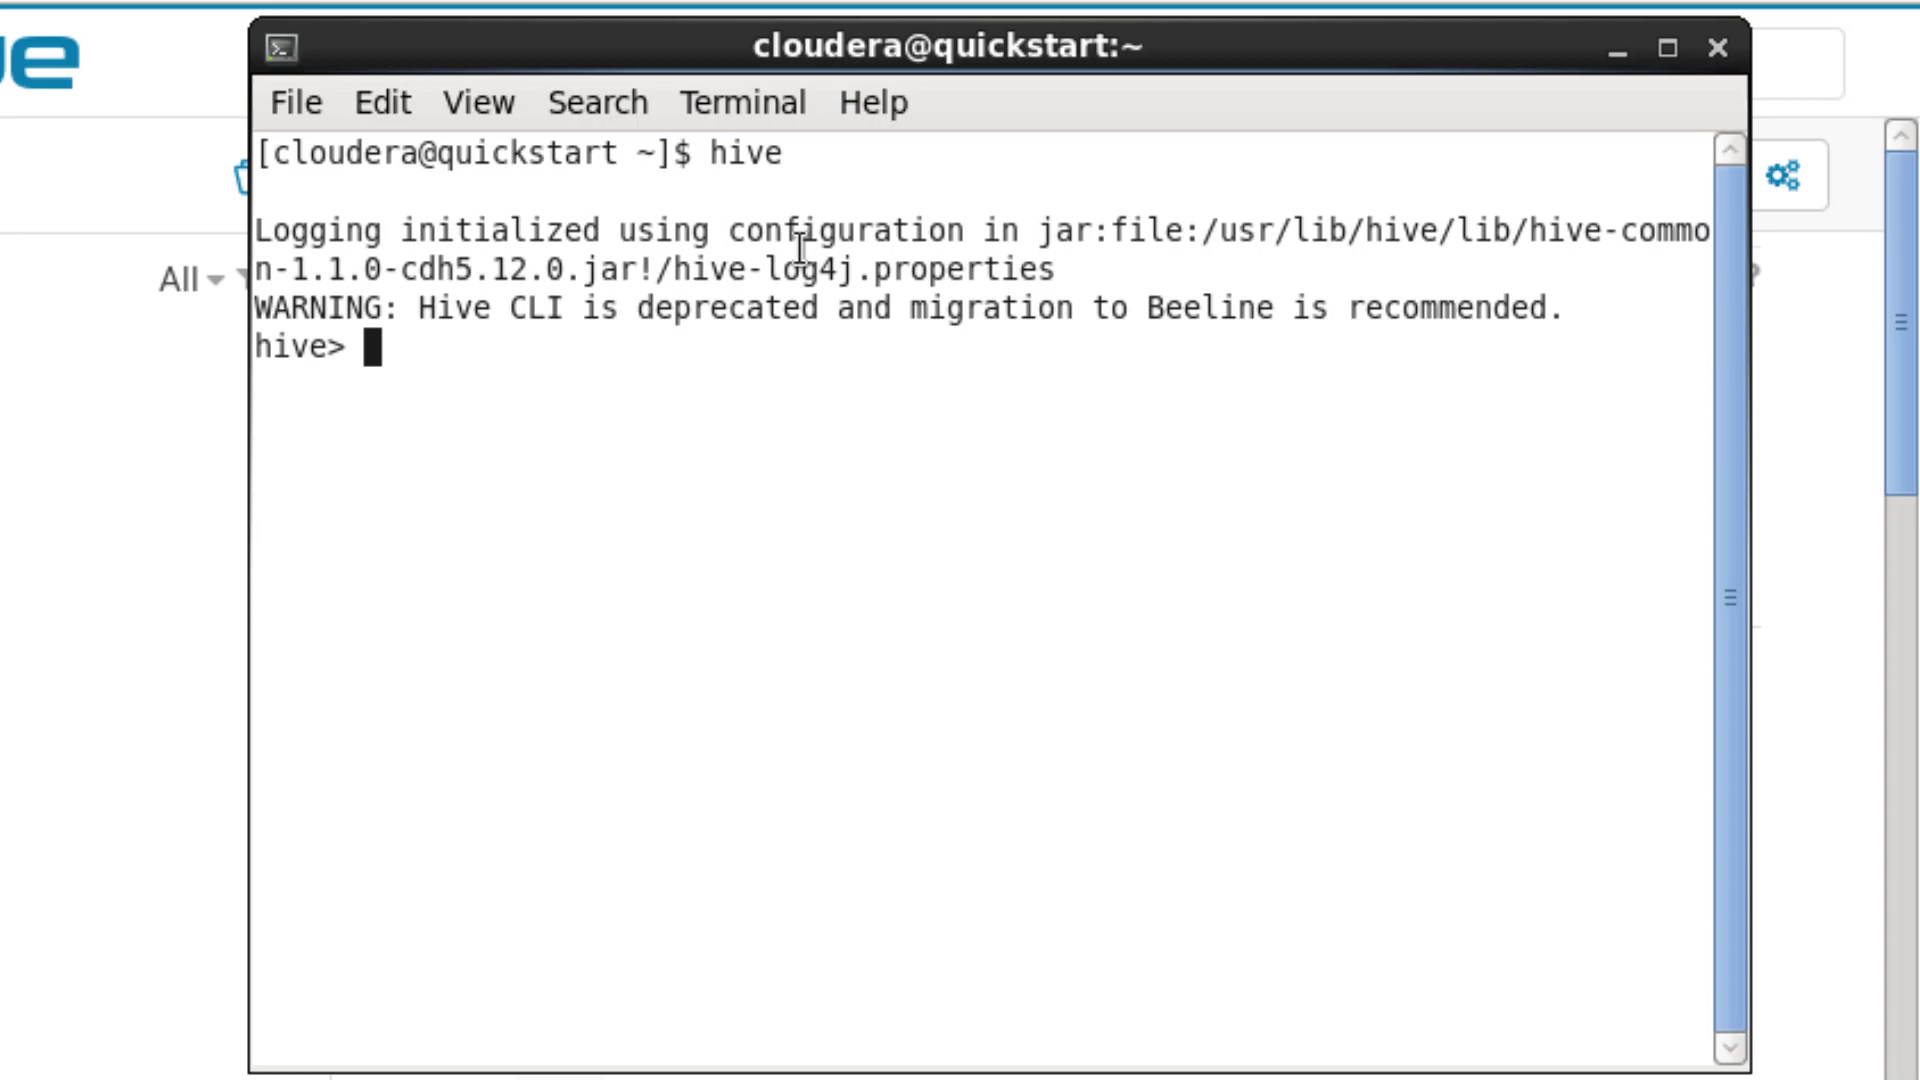 cloudera@quickstart:~
File Edit View Search Terminal Help
[cloudera@quickstart ~]$ hive
Logging initialized using configuration in jar:file:/usr/lib/hive/lib/hive-commo
n-1.1.0-cdh5.12.0.jar!/hive-log4j.properties
WARNING: Hive CLI is deprecated and migration to Beeline is recommended.
hive>
All